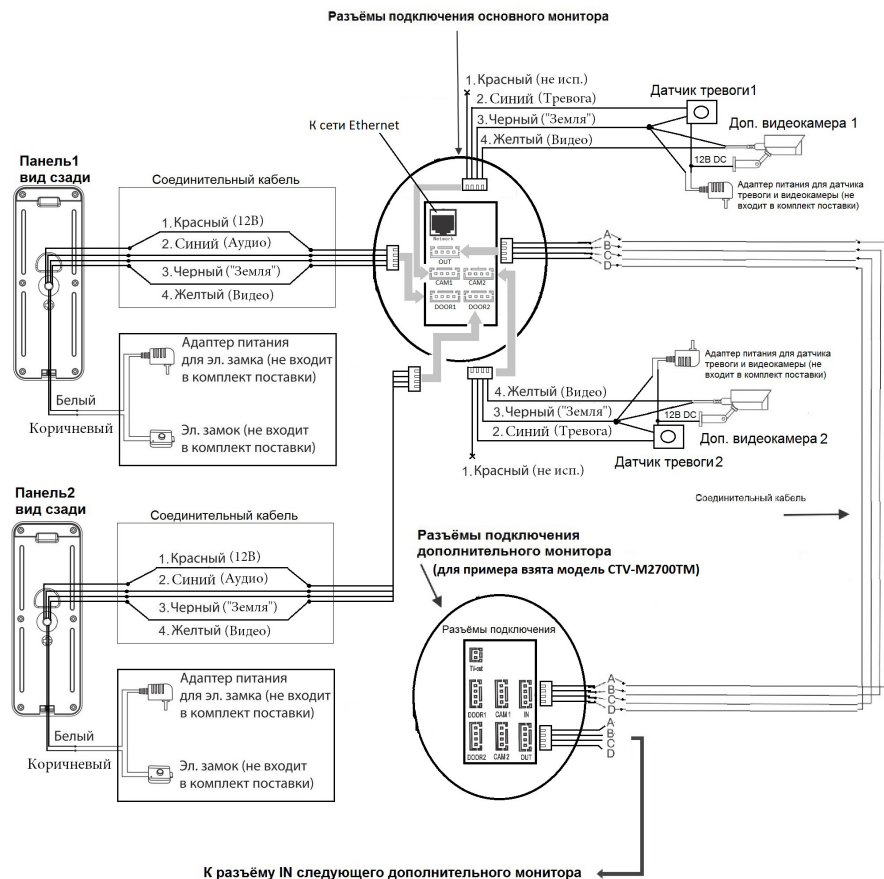 Разъёмы подключения основного монитора
1. Красный (не исп.)
2. Синий (Тревога)
3. Черный ("Земля")
4. Желтый (Видео)
Датчик тревоги1
Доп. видеокамера 1
12В DC
Адаптер питания для датчика
тревоги и видеокамеры (не
входит в комплект поставки)
К сети Ethernet
Панель1
вид сзади
Соединительный кабель
1. Красный (12В)
2. Синий (Аудио)
3. Черный ("Земля")
4. Желтый (Видео)
Network
OUT
CAM1
CAM2
DOOR1
DOOR2
A
B
C
D
Адаптер питания
для эл. замка (не входит
в комплект поставки)
Белый
Коричневый
Эл. замок (не входит
в комплект поставки)
Адаптер питания для датчика
тревоги и видеокамеры (не
входит в комплект поставки)
4. Желтый (Видео)
3. Черный ("Земля")
2. Синий (Тревога)
1. Красный (не исп.)
12В DC
Доп. видеокамера 2
Датчик тревоги2
Соединительный кабель
Панель2
вид сзади
Соединительный кабель
1. Красный (12В)
2. Синий (Аудио)
3. Черный ("Земля")
4. Желтый (Видео)
Разъёмы подключения
дополнительного монитора
(для примера взята модель CTV-M2700TM)
Разъёмы подключения
DOOR1
CAM 1
IN
DOOR2
CAM 2
OUT
A
B
C
D
A
B
C
D
Адаптер питания
для эл. замка (не входит
в комплект поставки)
Белый
Коричневый
Эл. замок (не входит
в комплект поставки)
К разъёму IN следующего дополнительного монитора